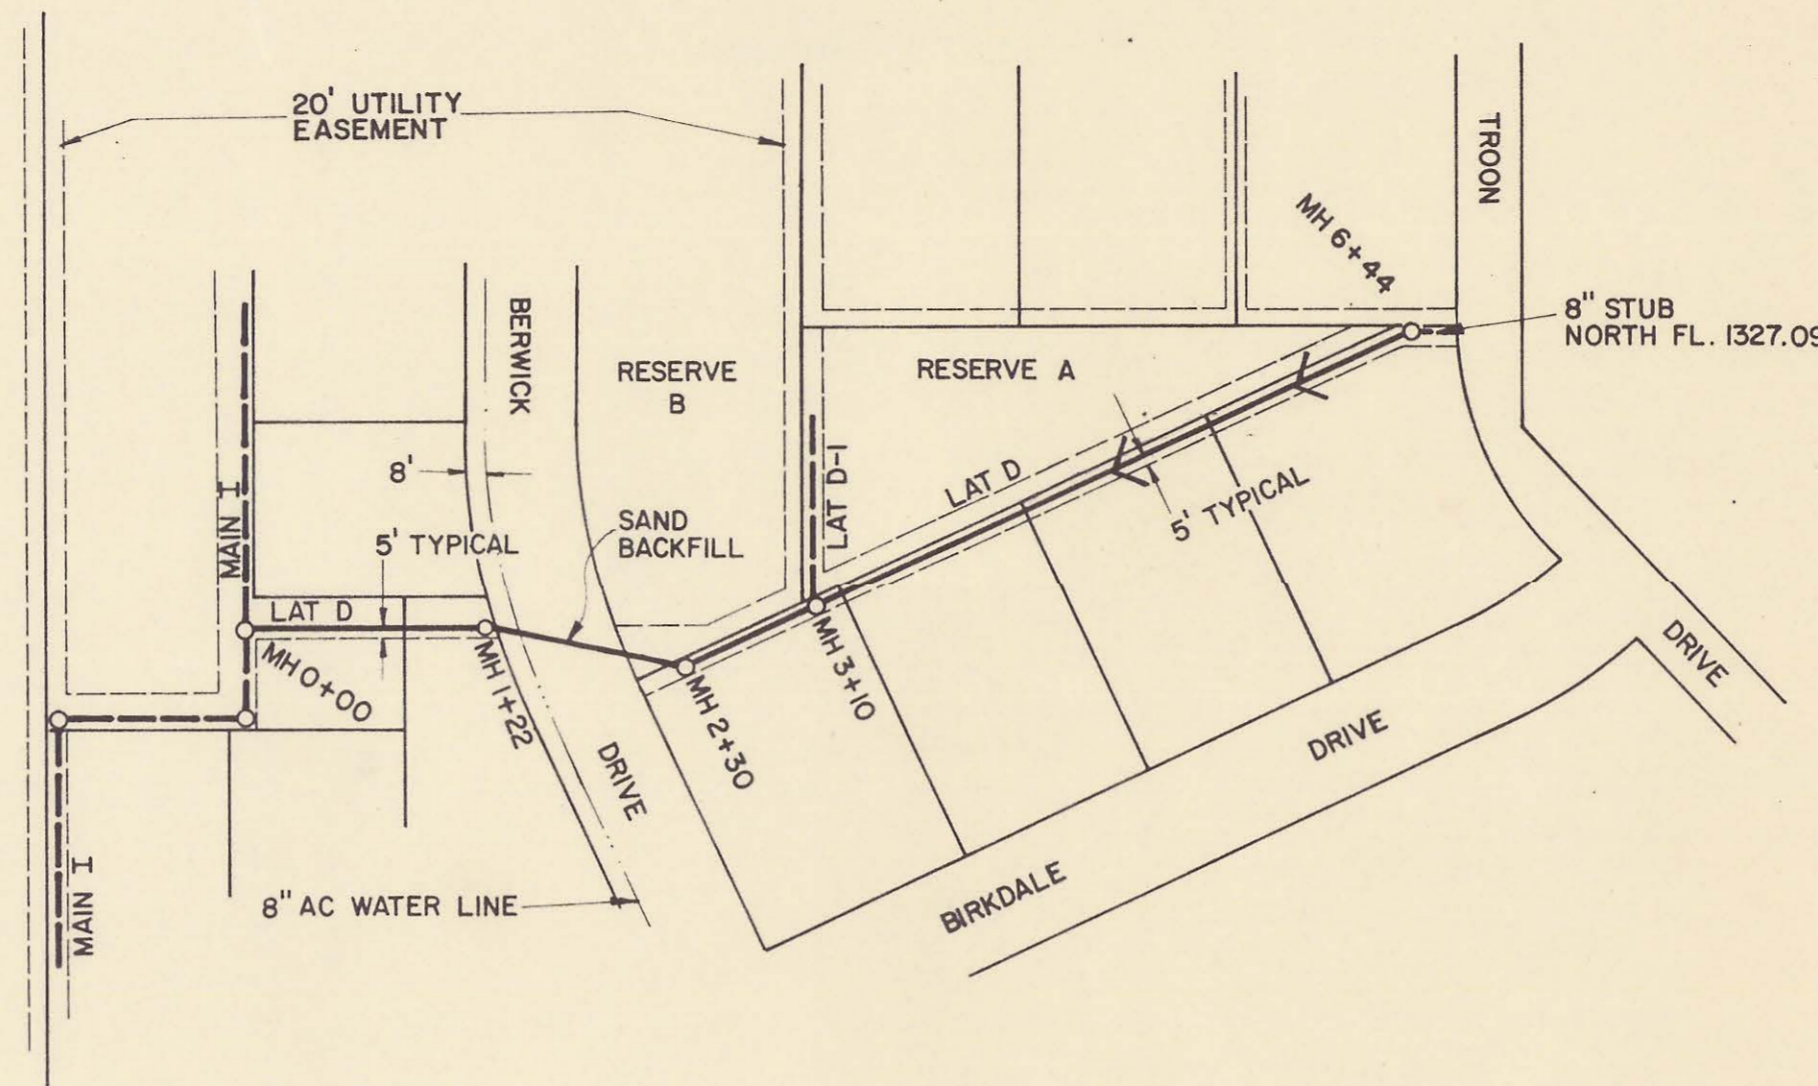 20' UTILITY
EASEMENT
TROON
MH 6+44
8" STUB
NORTH FL. 1327.09
BERWICK
RESERVE
B
RESERVE A
8'
MAIN I
LAT D-1
LAT D
5' TYPICAL
SAND
BACKFILL
5' TYPICAL
LAT D
MH 0+00
MH 1+22
MH 2+30
MH 3+10
DRIVE
DRIVE
DRIVE
MAIN I
8" AC WATER LINE
BIRKDALE